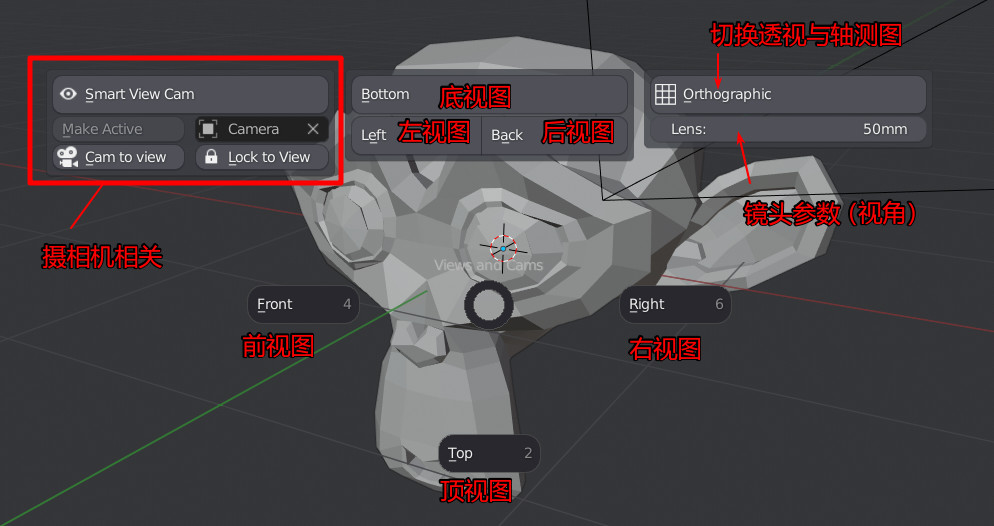 切换透视与轴测图
Smart View Cam
Make Active
Camera
Cam to view
Lock to View
Bottom 底视图
Left 左视图
Back 后视图
Orthographic
Lens: 50mm
镜头参数(视角)
摄相机相关
Views and Cams
Front 4
前视图
Right 6
右视图
Top 2
顶视图